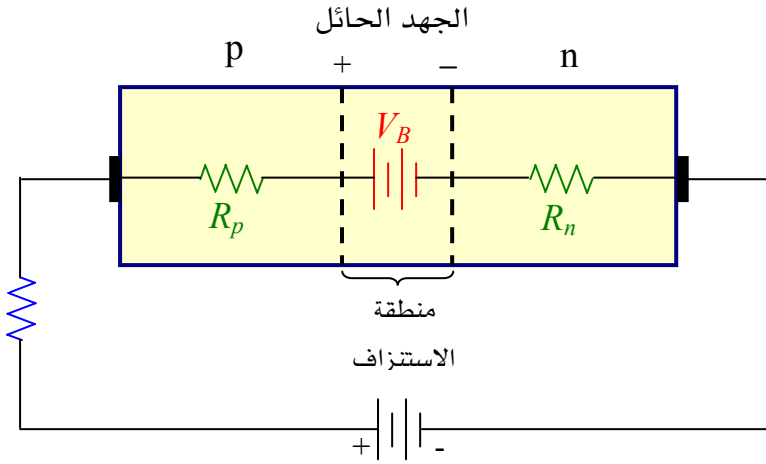 الجهد الحائل
p + − n
V_B
R_p R_n
منطقة
الاستنزاف
+ -